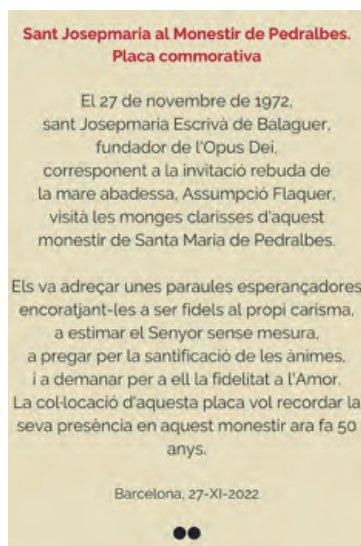 Sant Josepmaria al Monestir de Pedralbes.
Placa commorativa
El 27 de novembre de 1972,
sant Josepmaria Escrivà de Balaguer,
fundador de l'Opus Dei,
corresponent a la invitació rebuda de
la mare abadessa, Assumpció Flaquer,
visità les monges clarisses d'aquest
monestir de Santa Maria de Pedralbes.
Els va adreçar unes paraules esperançadores
encoratjant-les a ser fidels al propi carisma,
a estimar el Senyor sense mesura,
a pregar per la santificació de les ànimes,
i a demanar per a ell la fidelitat a l'Amor.
La col·locació d'aquesta placa vol recordar la
seva presència en aquest monestir ara fa 50
anys.
Barcelona, 27-XI-2022